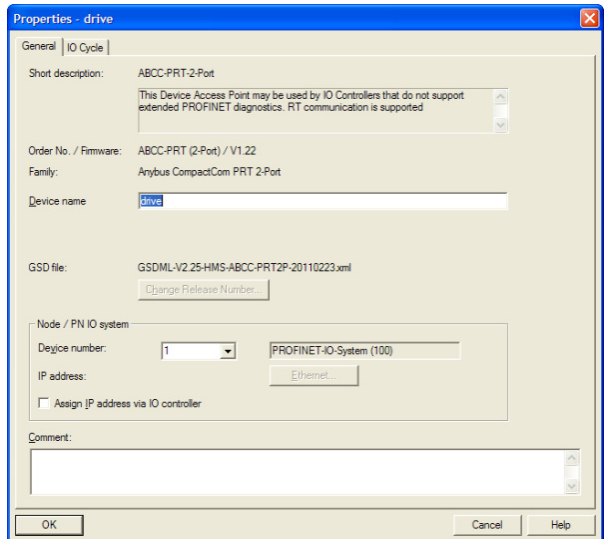 Properties - drive
General IO Cycle
Short description: ABCC-PRT-2-Port
This Device Access Point may be used by IO Controllers that do not support
extended PROFINET diagnostics. RT communication is supported
Order No. / Firmware: ABCC-PRT (2-Port) / V1.22
Family: Anybus CompactCom PRT 2-Port
Device name drive
GSD file: GSDML-V2.25-HMS-ABCC-PRT2P-20110223.xml
Change Release Number...
Node / PN IO system
Device number: 1 PROFINET-IO-System (100)
IP address: Ethernet...
Assign IP address via IO controller
Comment:
OK Cancel Help